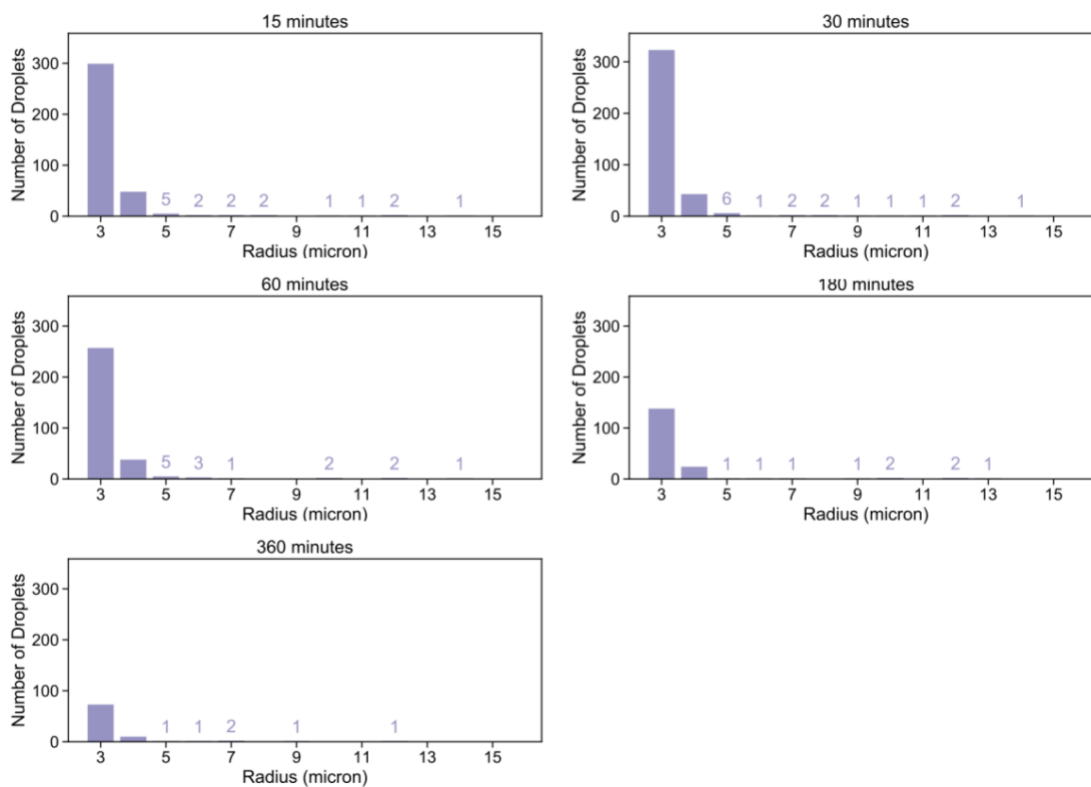 15 minutes
Number of Droplets
300
200
100
0
5 2 2 2 1 1 2 1
3 5 7 9 11 13 15
Radius (micron)
30 minutes
Number of Droplets
300
200
100
0
6 1 2 2 1 1 1 2 1
3 5 7 9 11 13 15
Radius (micron)
60 minutes
Number of Droplets
300
200
100
0
5 3 1 2 2 1
3 5 7 9 11 13 15
Radius (micron)
180 minutes
Number of Droplets
300
200
100
0
1 1 1 1 2 2 1
3 5 7 9 11 13 15
Radius (micron)
360 minutes
Number of Droplets
300
200
100
0
1 1 2 1 1
3 5 7 9 11 13 15
Radius (micron)